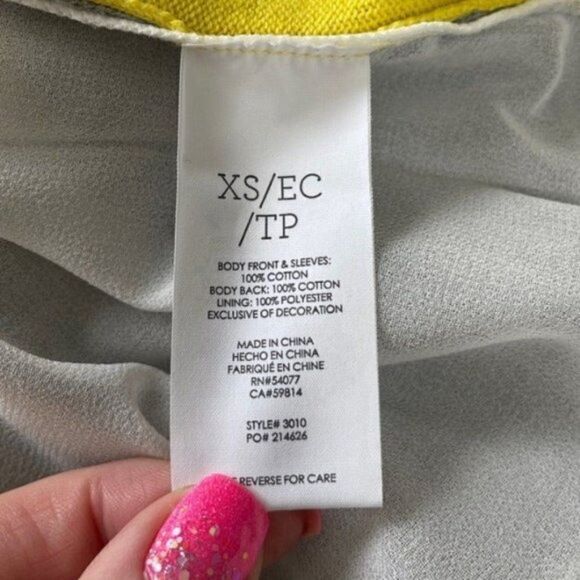 XS/EC
/TP
BODY FRONT & SLEEVES:
100% COTTON
BODY BACK: 100% COTTON
LINING: 100% POLYESTER
EXCLUSIVE OF DECORATION
MADE IN CHINA
HECHO EN CHINA
FABRIQUÉ EN CHINE
RN#54077
CA#59814
STYLE# 3010
PO# 214626
REVERSE FOR CARE